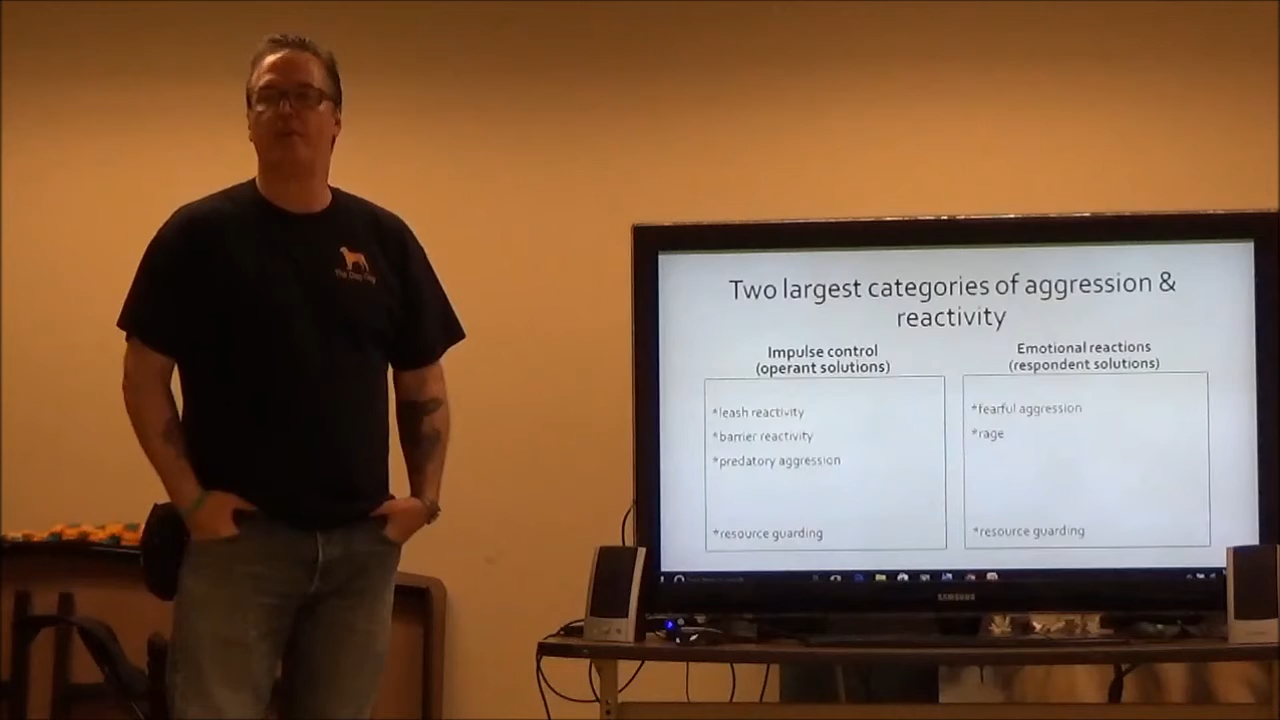 Two largest categories of aggression &
reactivity
Impulse control
(operant solutions)
*leash reactivity
*barrier reactivity
*predatory aggression
*resource guarding
Emotional reactions
(respondent solutions)
*fearful aggression
*rage
*resource guarding
SAMSUNG